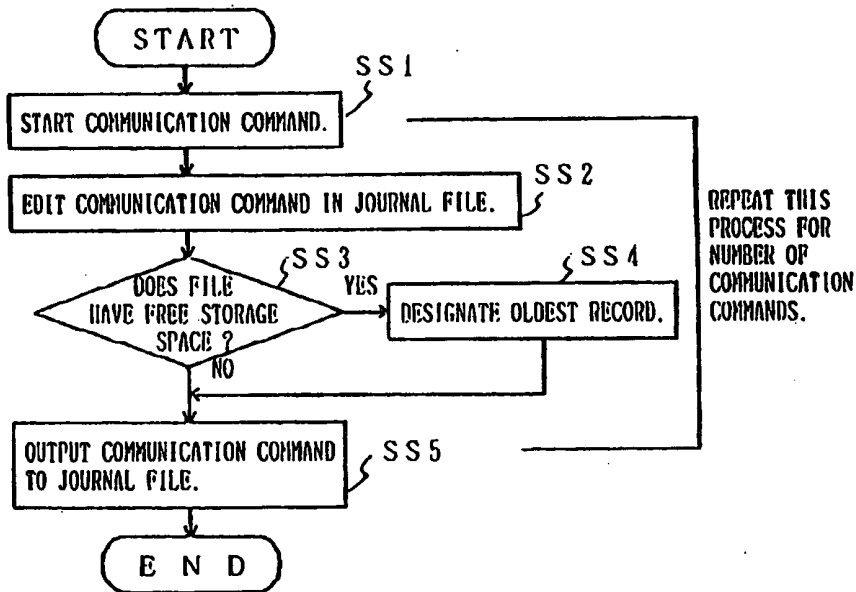 START
SS1
START COMMUNICATION COMMAND.
SS2
EDIT COMMUNICATION COMMAND IN JOURNAL FILE.
SS3
DOES FILE
HAVE FREE STORAGE
SPACE ?
YES
NO
SS4
DESIGNATE OLDEST RECORD.
REPEAT THIS
PROCESS FOR
NUMBER OF
COMMUNICATION
COMMANDS.
OUTPUT COMMUNICATION COMMAND
TO JOURNAL FILE.
SS5
END